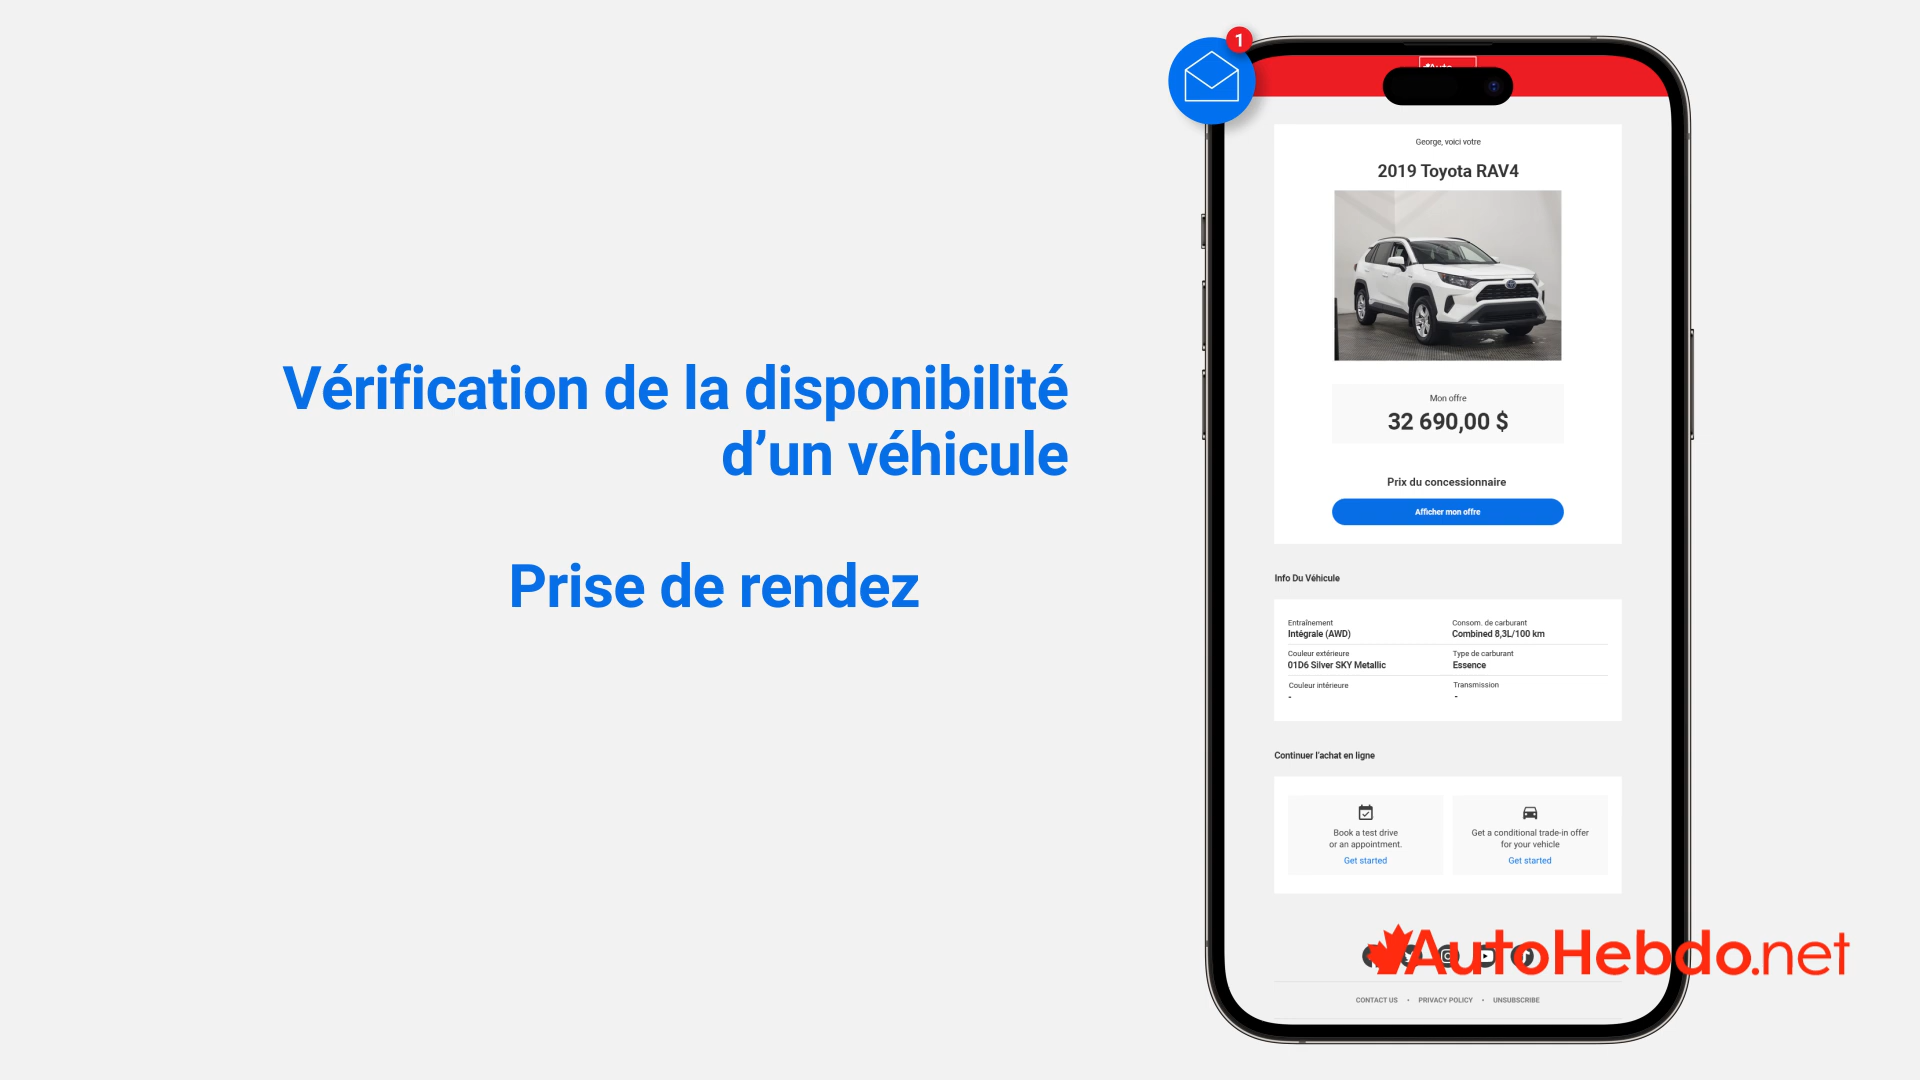 Vérification de la disponibilité
d’un véhicule
Prise de rendez
1
George, voici votre
2019 Toyota RAV4
Mon offre
32 690,00 $
Prix du concessionnaire
Afficher mon offre
Info Du Véhicule
Entraînement
Intégrale (AWD)
Consom. de carburant
Combined 8,3L/100 km
Couleur extérieure
01D6 Silver SKY Metallic
Type de carburant
Essence
Couleur intérieure
-
Transmission
-
Continuer l'achat en ligne
Book a test drive
or an appointment.
Get started
Get a conditional trade-in offer
for your vehicle
Get started
AutoHebdo.net
CONTACT US • PRIVACY POLICY • UNSUBSCRIBE